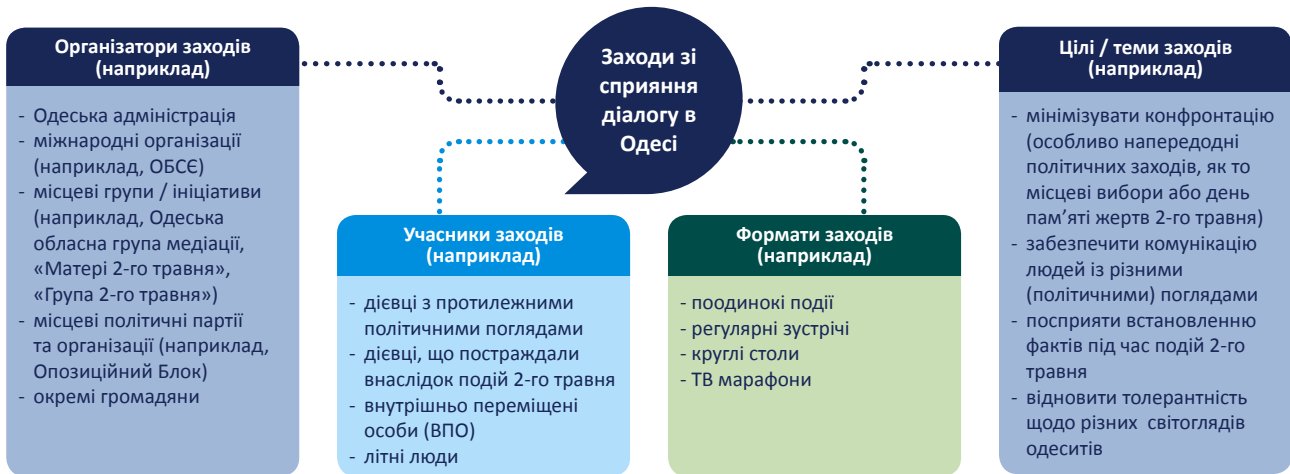 Заходи зі
сприяння
діалогу в
Одесі
Організатори заходів
(наприклад)
- Одеська адміністрація
- міжнародні організації
(наприклад, ОБСЄ)
- місцеві групи / ініціативи
(наприклад, Одеська
обласна група медіації,
«Матері 2-го травня»,
«Група 2-го травня»)
- місцеві політичні партії
та організації (наприклад,
Опозиційний Блок)
- окремі громадяни
Учасники заходів
(наприклад)
- дієвці з протилежними
політичними поглядами
- дієвці, що постраждали
внаслідок подій 2-го травня
- внутрішньо переміщені
особи (ВПО)
- літні люди
Формати заходів
(наприклад)
- поодинокі події
- регулярні зустрічі
- круглі столи
- ТВ марафони
Цілі / теми заходів
(наприклад)
- мінімізувати конфронтацію
(особливо напередодні
політичних заходів, як то
місцеві вибори або день
пам’яті жертв 2-го травня)
- забезпечити комунікацію
людей із різними
(політичними) поглядами
- посприяти встановленню
фактів під час подій 2-го
травня
- відновити толерантність
щодо різних світоглядів
одеситів